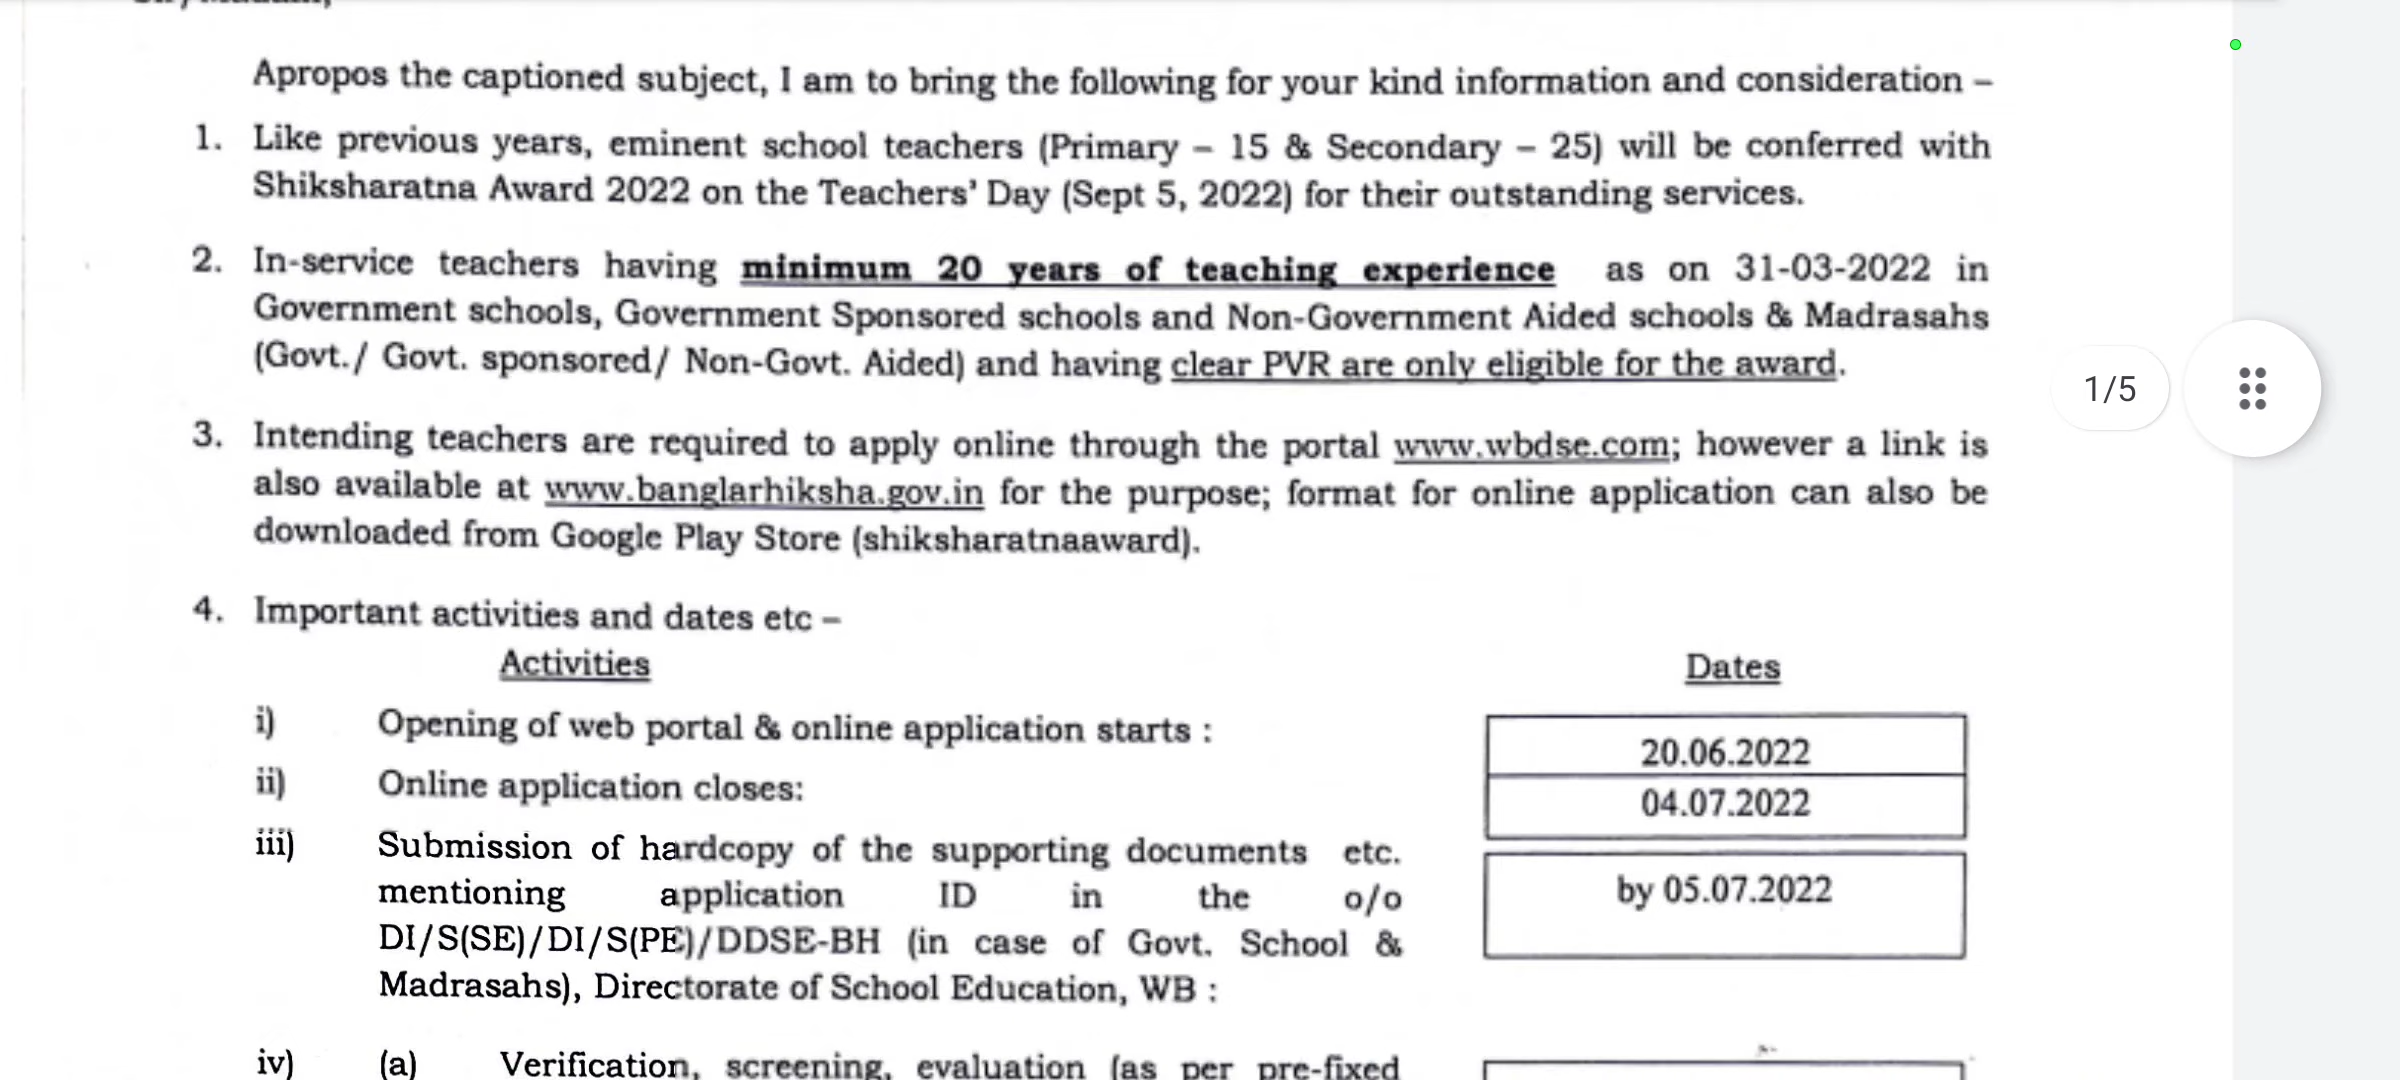 Apropos the captioned subject, I am to bring the following for your kind information and consideration –
1. Like previous years, eminent school teachers (Primary – 15 & Secondary – 25) will be conferred with
Shiksharatna Award 2022 on the Teachers' Day (Sept 5, 2022) for their outstanding services.
2. In-service teachers having minimum 20 years of teaching experience as on 31-03-2022 in
Government schools, Government Sponsored schools and Non-Government Aided schools & Madrasahs
(Govt./ Govt. sponsored/ Non-Govt. Aided) and having clear PVR are only eligible for the award.
1/5
3. Intending teachers are required to apply online through the portal www.wbdse.com; however a link is
also available at www.banglarhiksha.gov.in for the purpose; format for online application can also be
downloaded from Google Play Store (shiksharatnaaward).
4. Important activities and dates etc –
Activities Dates
i) Opening of web portal & online application starts : 20.06.2022
ii) Online application closes: 04.07.2022
iii) Submission of hardcopy of the supporting documents etc.
mentioning application ID in the o/o by 05.07.2022
DI/S(SE)/DI/S(PE)/DDSE-BH (in case of Govt. School &
Madrasahs), Directorate of School Education, WB :
iv) (a) Verification, screening, evaluation (as per pre-fixed